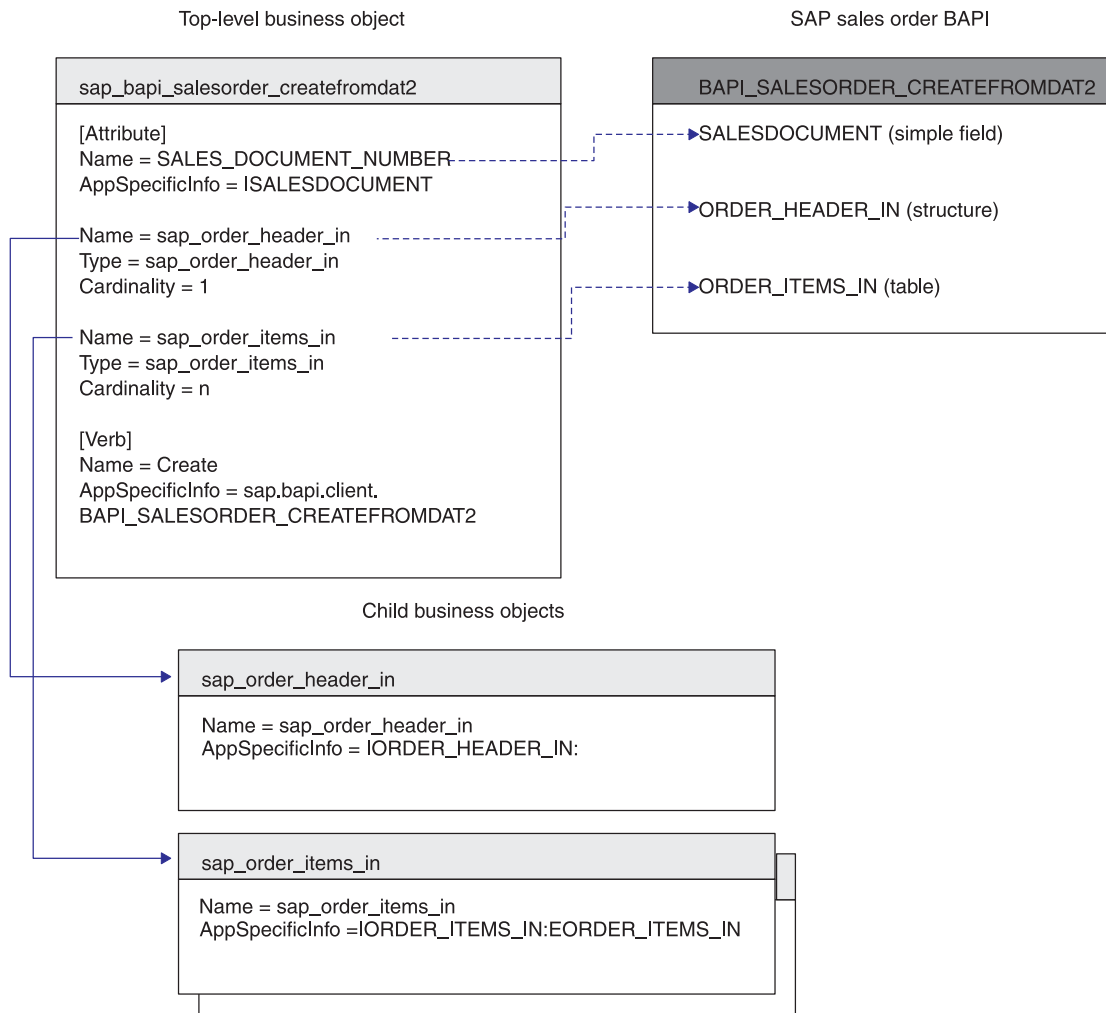 Top-level business object
SAP sales order BAPI
sap_bapi_salesorder_createfromdat2
[Attribute]
Name = SALES_DOCUMENT_NUMBER
AppSpecificInfo = ISALESDOCUMENT
Name = sap_order_header_in
Type = sap_order_header_in
Cardinality = 1
Name = sap_order_items_in
Type = sap_order_items_in
Cardinality = n
[Verb]
Name = Create
AppSpecificInfo = sap.bapi.client.
BAPI_SALESORDER_CREATEFROMDAT2
BAPI_SALESORDER_CREATEFROMDAT2
SALESDOCUMENT (simple field)
ORDER_HEADER_IN (structure)
ORDER_ITEMS_IN (table)
Child business objects
sap_order_header_in
Name = sap_order_header_in
AppSpecificInfo = IORDER_HEADER_IN:
sap_order_items_in
Name = sap_order_items_in
AppSpecificInfo =IORDER_ITEMS_IN:EORDER_ITEMS_IN